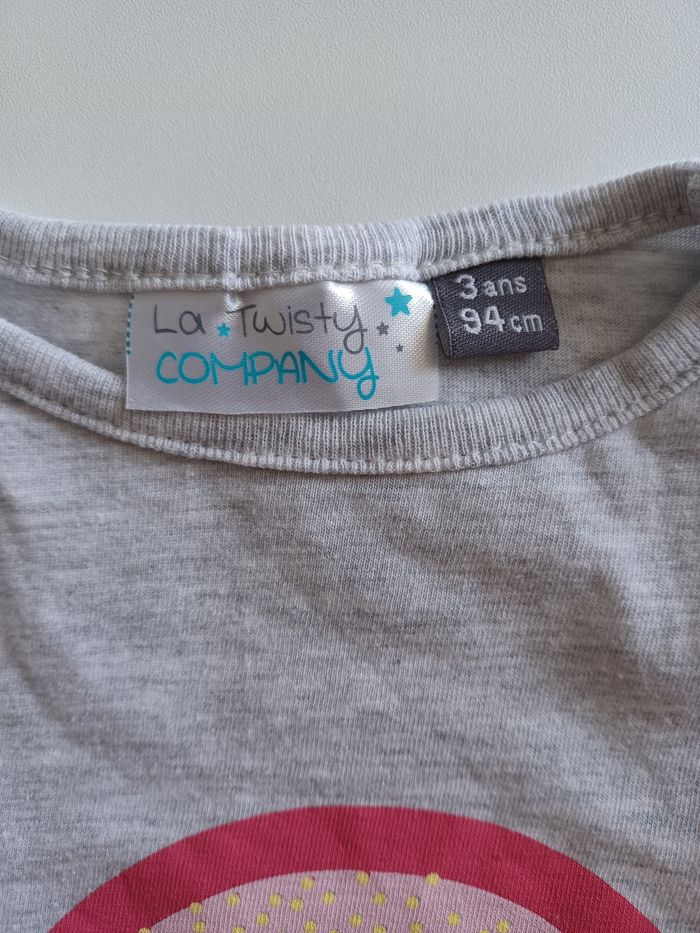 La Twisty
COMPANY
3 ans
94 cm